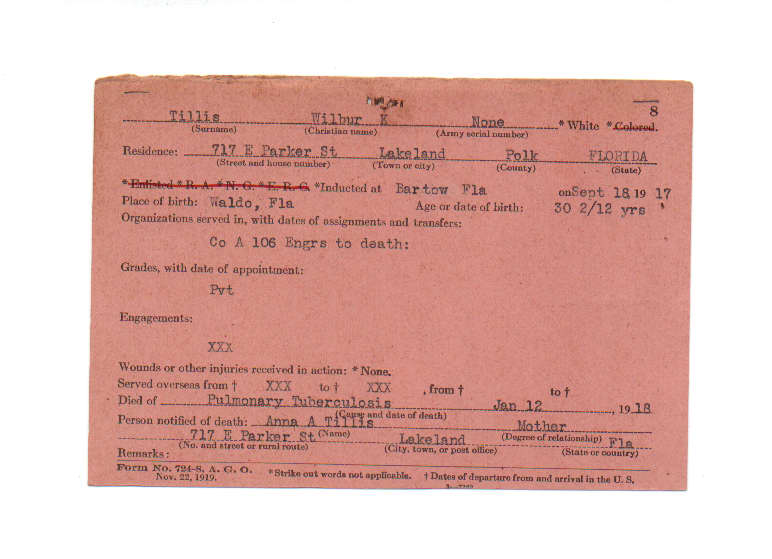 8
Tillis Wilbur K None * White * Colored.
(Surname) (Christian name) (Army serial number)
Residence: 717 E Parker St Lakeland Polk FLORIDA
(Street and house number) (Town or city) (County) (State)
* Enlisted * R. A. * N. G. * E. R. C. *Inducted at Bartow Fla on Sept 18, 19 17
Place of birth: Waldo, Fla Age or date of birth: 30 2/12 yrs
Organizations served in, with dates of assignments and transfers:
Co A 106 Engrs to death:
Grades, with date of appointment:
Pvt
Engagements:
XXX
Wounds or other injuries received in action: * None.
Served overseas from † XXX to † XXX , from † to †
Died of Pulmonary Tuberculosis Jan 12 , 19 18
(Cause and date of death)
Person notified of death: Anna A Tillis Mother
(Name) (Degree of relationship)
717 E Parker St Lakeland Fla
(No. and street or rural route) (City, town, or post office) (State or country)
Remarks:
Form No. 724-8, A. G. O. *Strike out words not applicable. † Dates of departure from and arrival in the U. S.
Nov. 22, 1919.